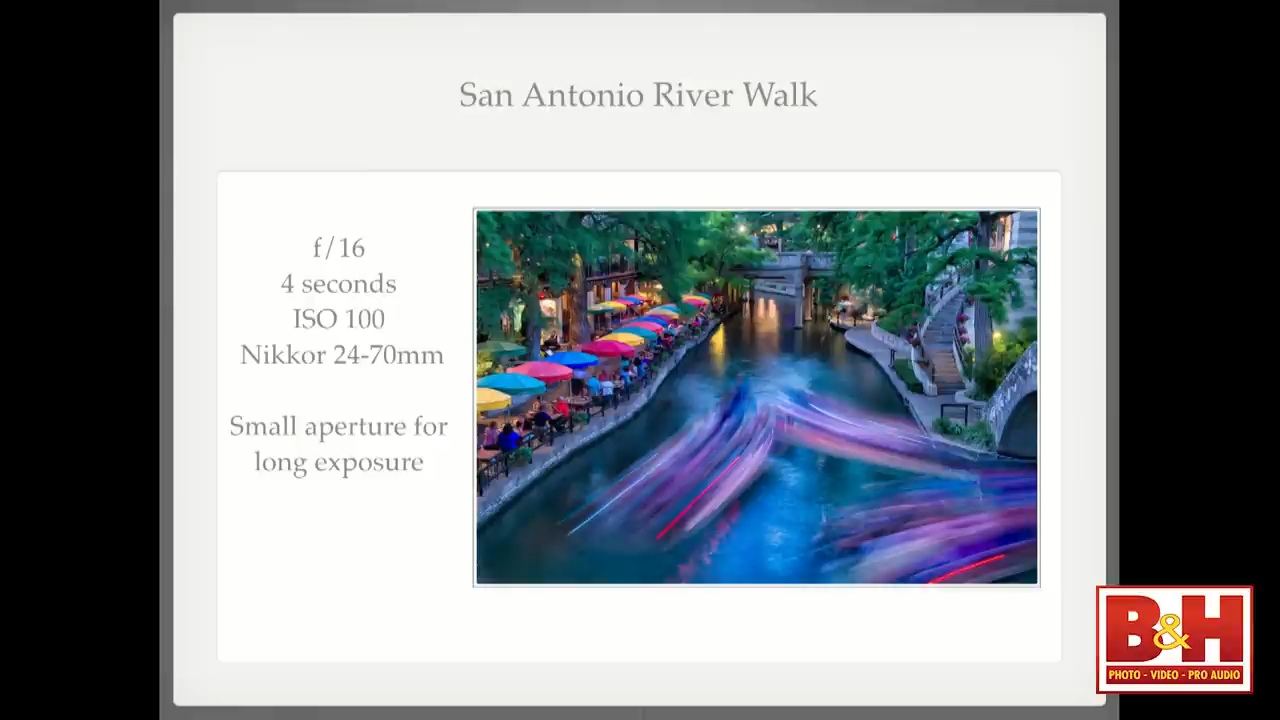 San Antonio River Walk
f/16
4 seconds
ISO 100
Nikkor 24-70mm
Small aperture for
long exposure
B&H
PHOTO - VIDEO - PRO AUDIO